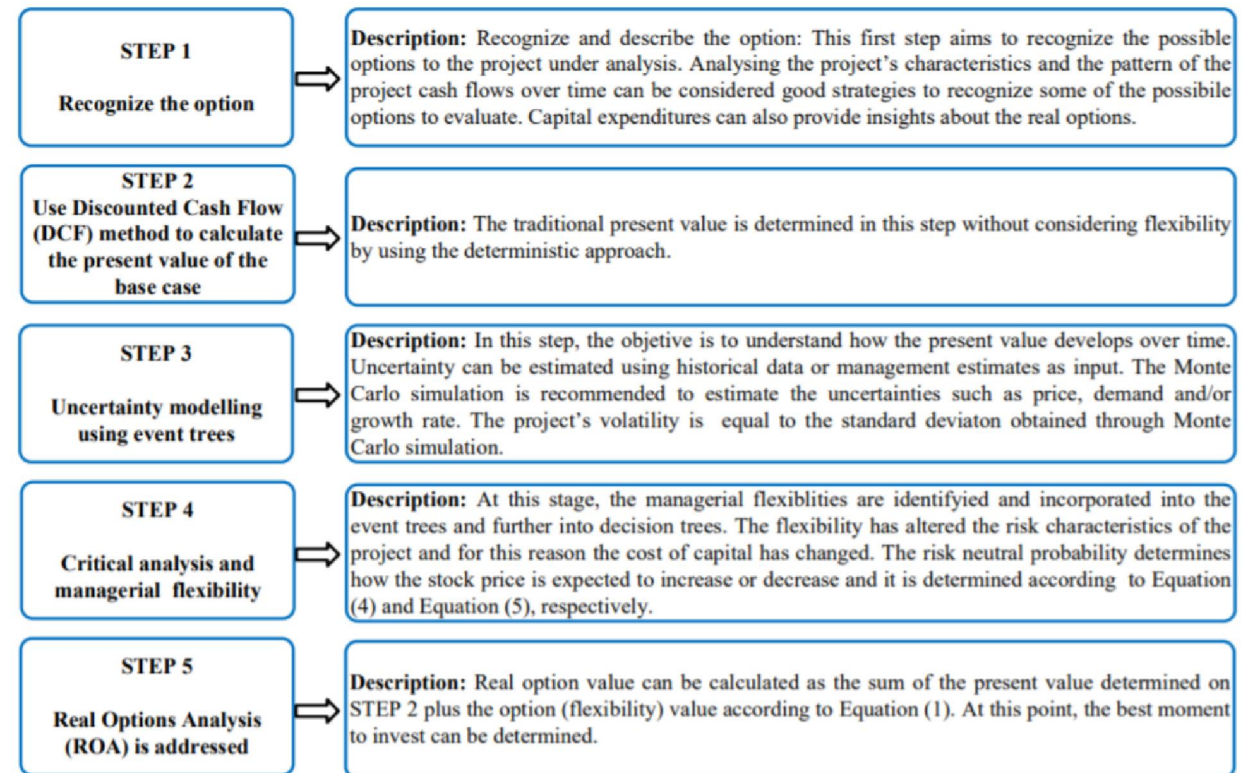 STEP 1
Recognize the option
Description: Recognize and describe the option: This first step aims to recognize the possible
options to the project under analysis. Analysing the project's characteristics and the pattern of the
project cash flows over time can be considered good strategies to recognize some of the possibile
options to evaluate. Capital expenditures can also provide insights about the real options.
STEP 2
Use Discounted Cash Flow
(DCF) method to calculate
the present value of the
base case
Description: The traditional present value is determined in this step without considering flexibility
by using the deterministic approach.
STEP 3
Uncertainty modelling
using event trees
Description: In this step, the objetive is to understand how the present value develops over time.
Uncertainty can be estimated using historical data or management estimates as input. The Monte
Carlo simulation is recommended to estimate the uncertainties such as price, demand and/or
growth rate. The project's volatility is equal to the standard deviaton obtained through Monte
Carlo simulation.
STEP 4
Critical analysis and
managerial flexibility
Description: At this stage, the managerial flexiblities are identifyied and incorporated into the
event trees and further into decision trees. The flexibility has altered the risk characteristics of the
project and for this reason the cost of capital has changed. The risk neutral probability determines
how the stock price is expected to increase or decrease and it is determined according to Equation
(4) and Equation (5), respectively.
STEP 5
Real Options Analysis
(ROA) is addressed
Description: Real option value can be calculated as the sum of the present value determined on
STEP 2 plus the option (flexibility) value according to Equation (1). At this point, the best moment
to invest can be determined.